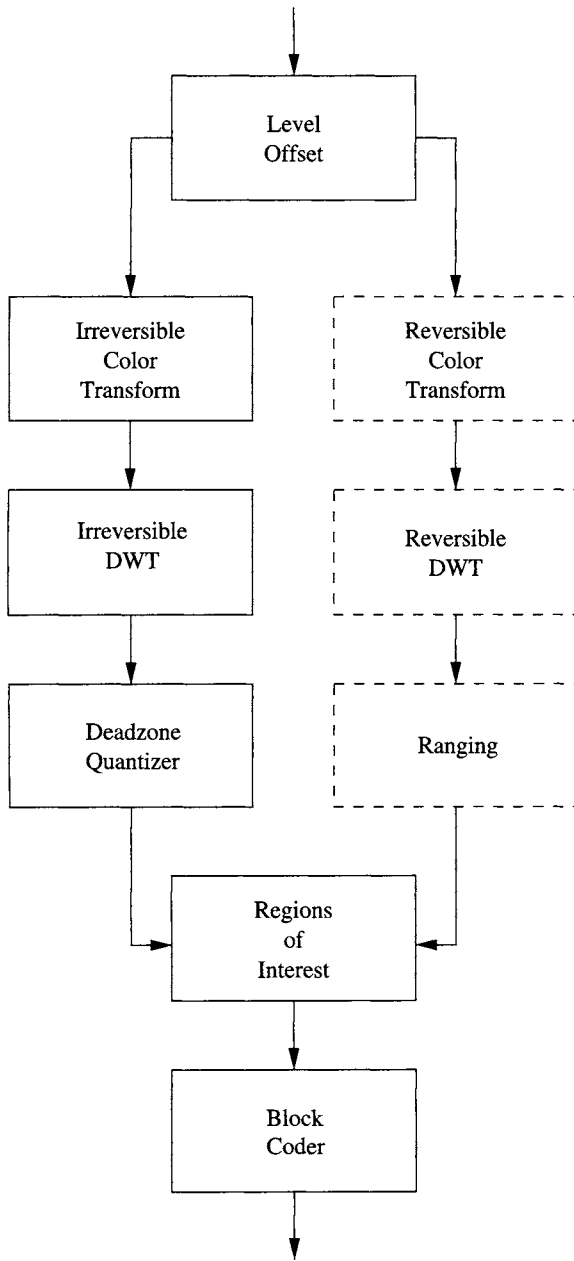 Level
Offset
Irreversible
Color
Transform
Reversible
Color
Transform
Irreversible
DWT
Reversible
DWT
Deadzone
Quantizer
Ranging
Regions
of
Interest
Block
Coder